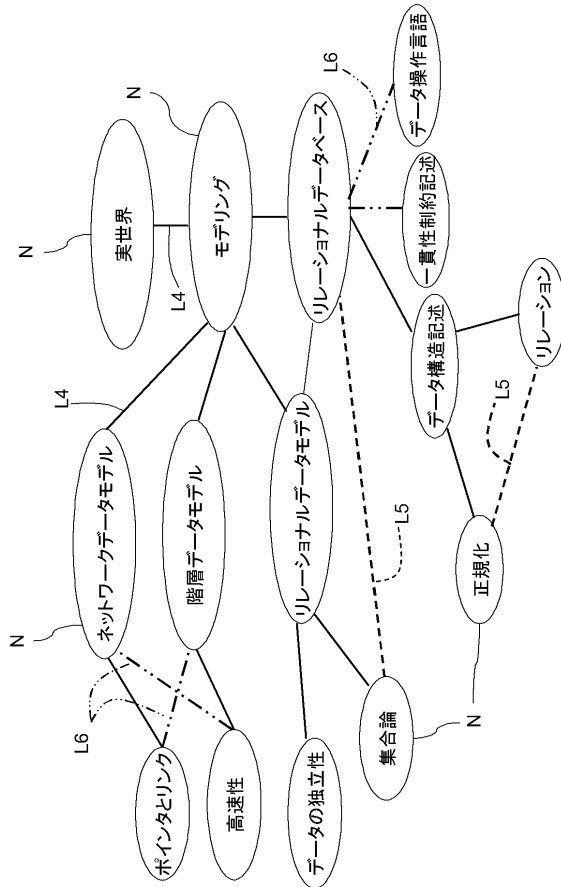 N
実世界
L4
モデリング
N
L4
N
ネットワークデータモデル
階層データモデル
リレーショナルデータモデル
リレーショナルデータベース
L6
ポインタとリンク
高速性
データの独立性
集合論
L6
データ操作言語
一貫性制約記述
データ構造記述
リレーション
L5
L5
正規化
N